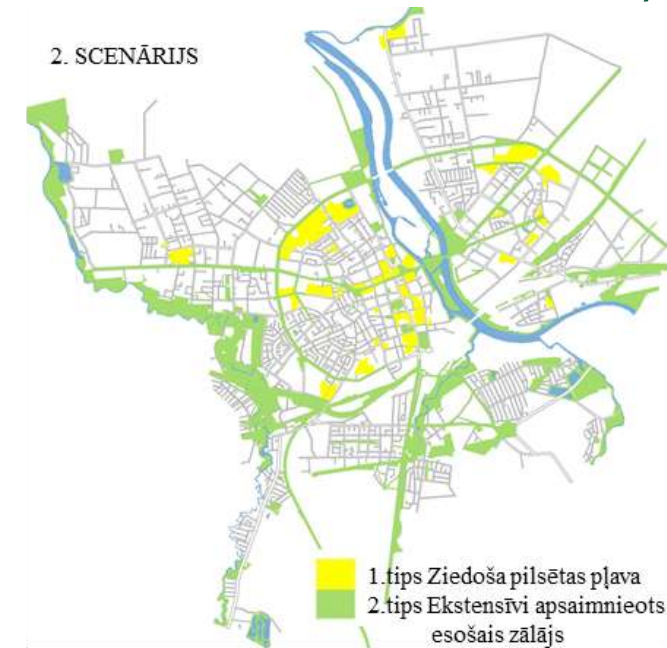 2. SCENĀRIJS
1.tips Ziedoša pilsētas pļava
2.tips Ekstensīvi apsaimnieots
esošais zālājs